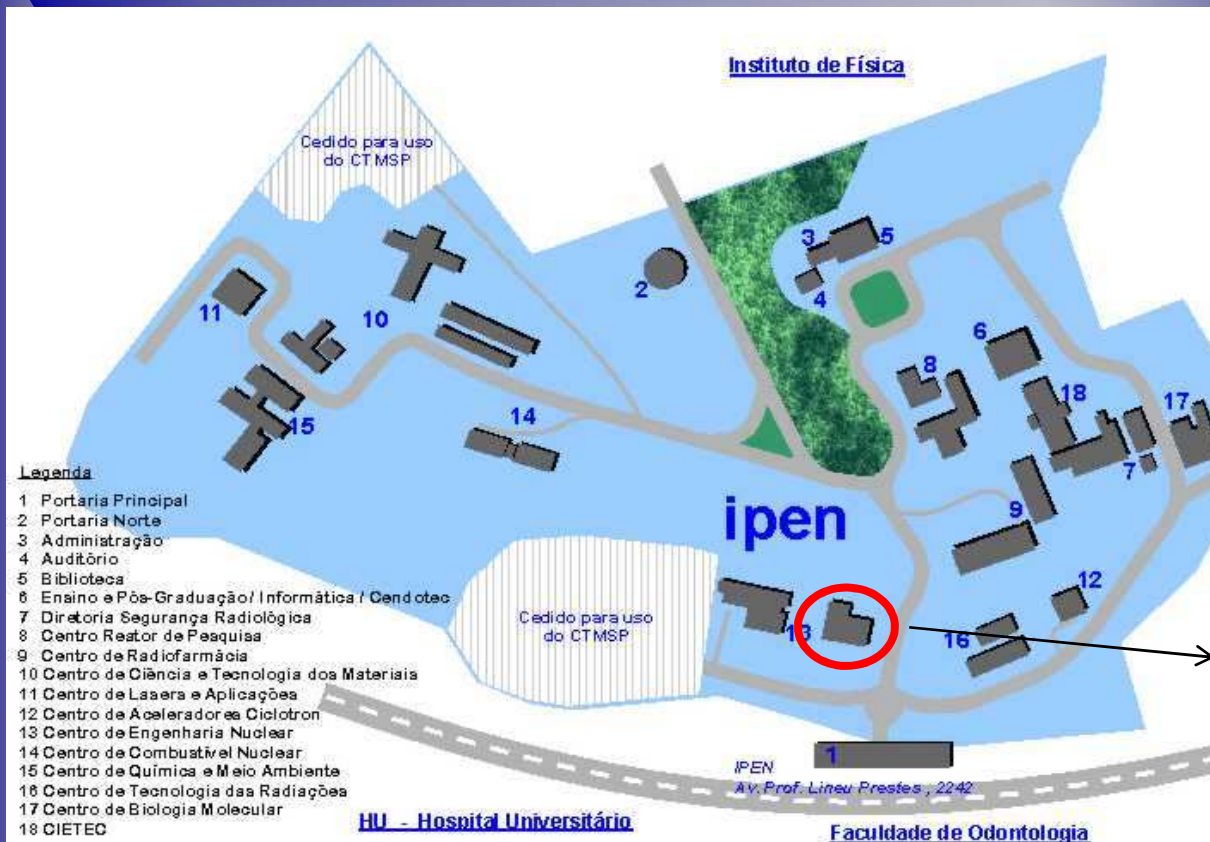 Instituto de Física
Cedido para uso
do CTMSP
3
5
2
4
11
10
6
8
18
17
14
15
7
9
ipen
12
Cedido para uso
do CTMSP
13
16
1
IPEN
Av. Prof. Lineu Prestes , 2242
HU - Hospital Universitário
Faculdade de Odontologia
Legenda
1 Portaria Principal
2 Portaria Norte
3 Administração
4 Auditório
5 Biblioteca
6 Ensino e Pós-Graduação/ Informática / Cendotec
7 Diretoria Segurança Radiológica
8 Centro Reator de Pesquisa
9 Centro de Radiofarmácia
10 Centro de Ciência e Tecnologia dos Materiais
11 Centro de Lasers e Aplicações
12 Centro de Aceleradores Ciclotron
13 Centro de Engenharia Nuclear
14 Centro de Combustível Nuclear
15 Centro de Química e Meio Ambiente
16 Centro de Tecnologia das Radiações
17 Centro de Biologia Molecular
18 CIETEC